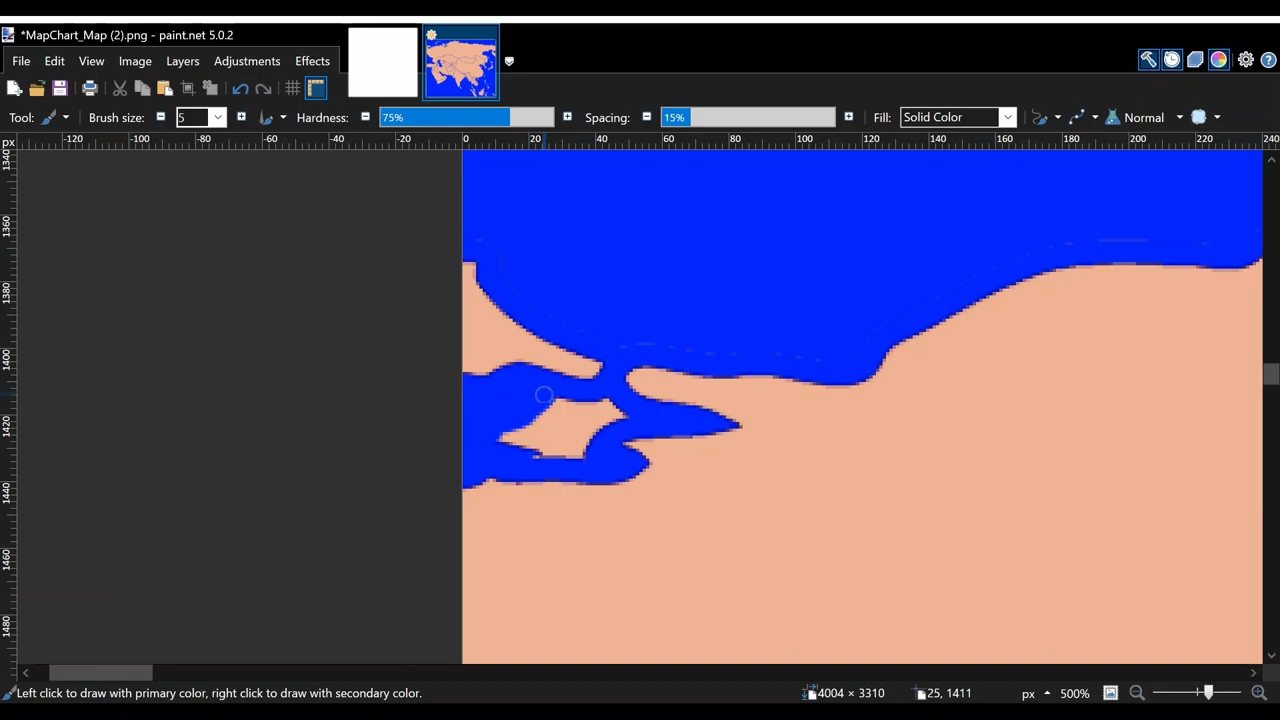 *MapChart_Map (2).png - paint.net 5.0.2
File Edit View Image Layers Adjustments Effects
Tool: Brush size: 5 Hardness: 75% Spacing: 15% Fill: Solid Color Normal
px -120 -100 -80 -60 -40 -20 0 20 40 60 80 100 120 140 160 180 200 220 240
1340
1360
1380
1400
1420
1440
1460
1480
Left click to draw with primary color, right click to draw with secondary color. 4004 × 3310 25, 1411 px 500%